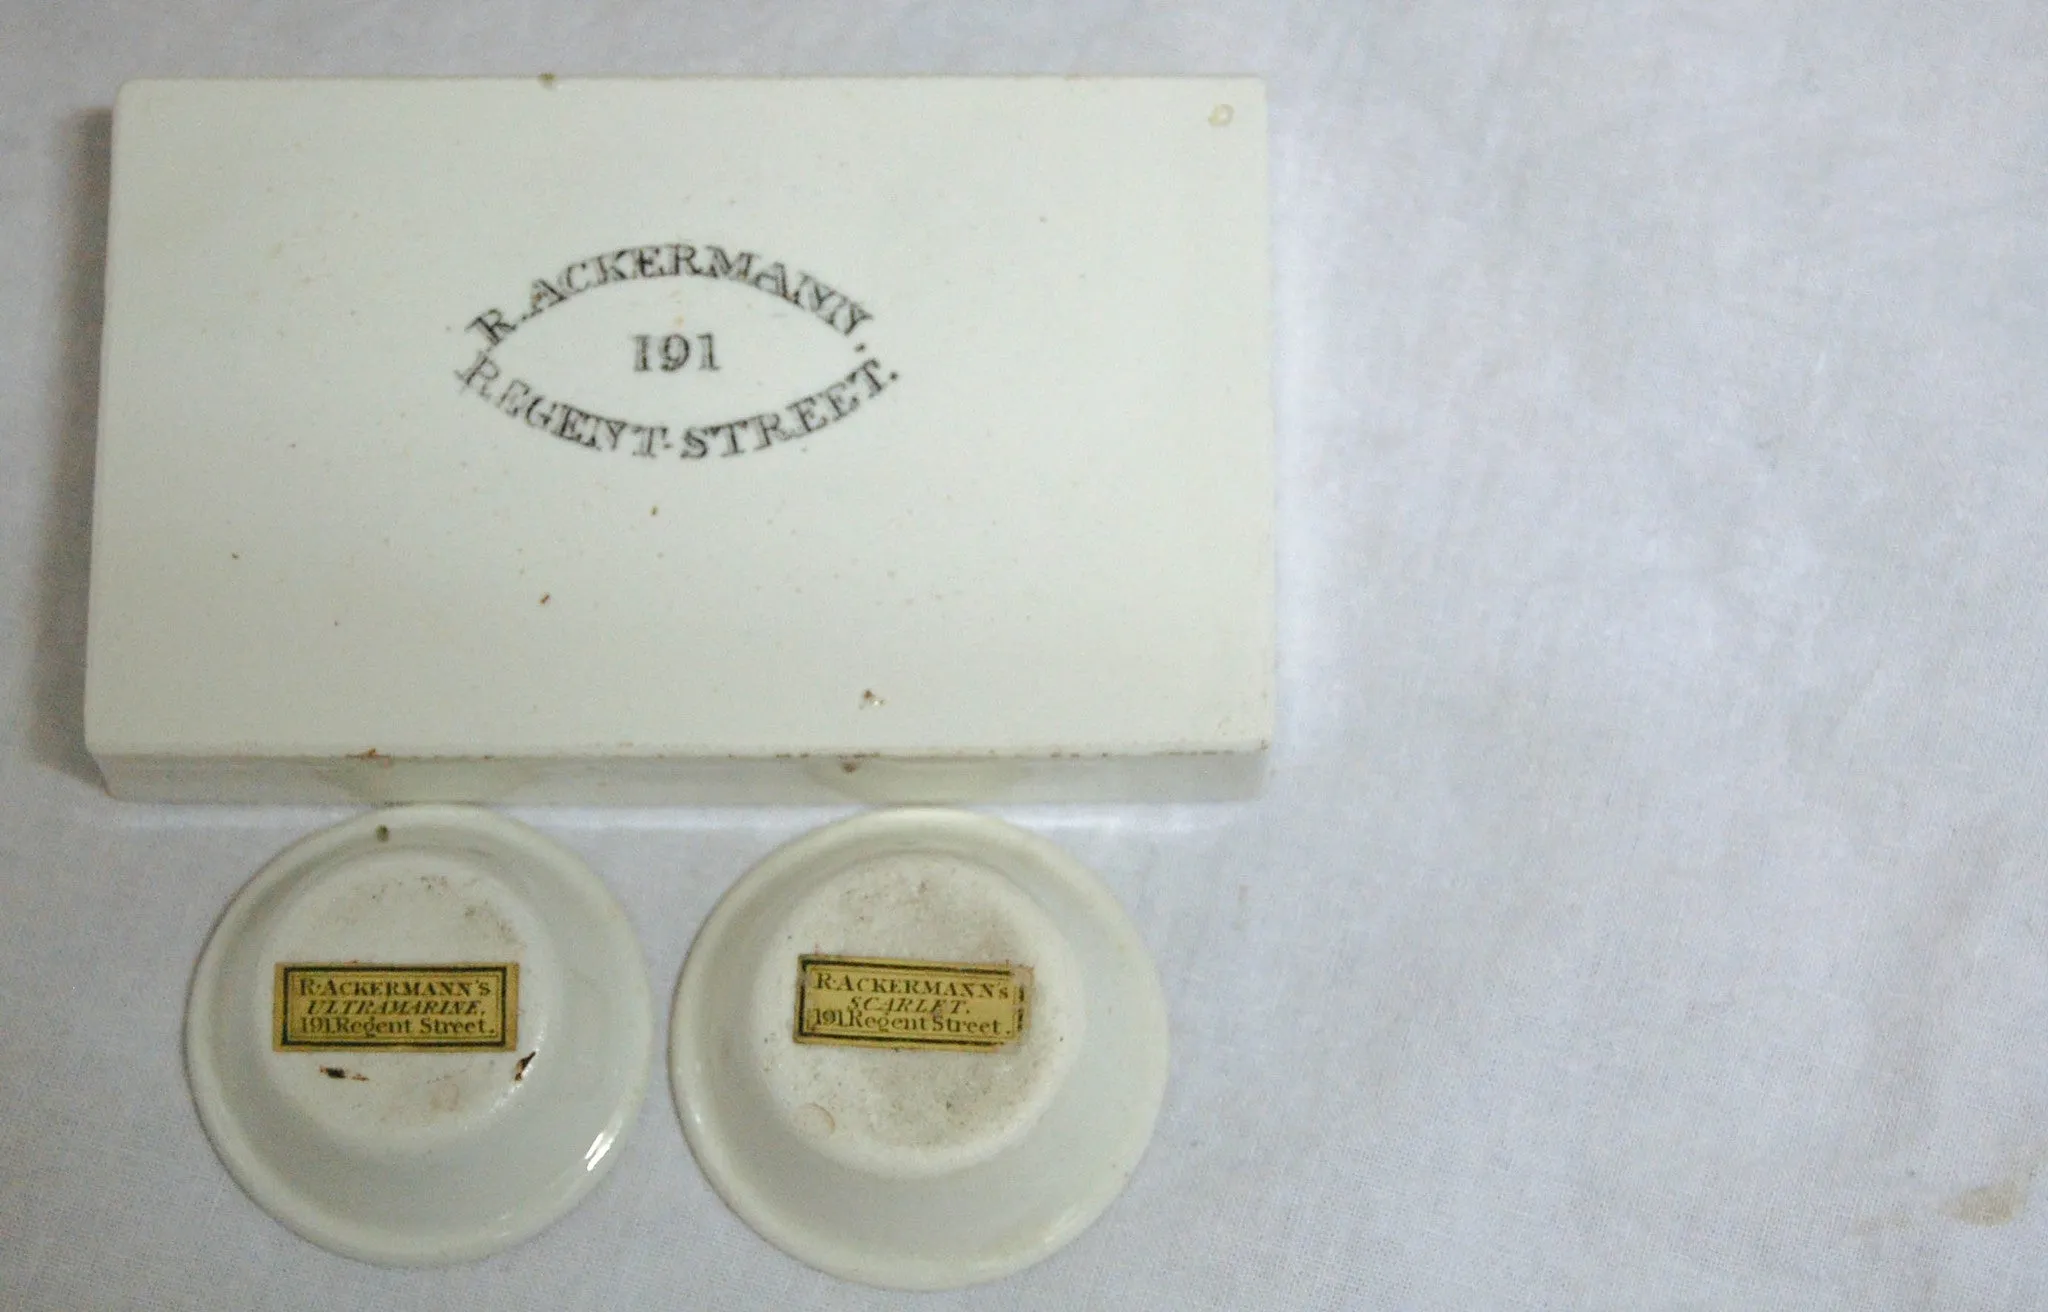 R. ACKERMANN,
191
REGENT-STREET.
R. ACKERMANN'S
ULTRAMARINE.
191 Regent Street.
R. ACKERMANN'S
SCARLET.
191 Regent Street.